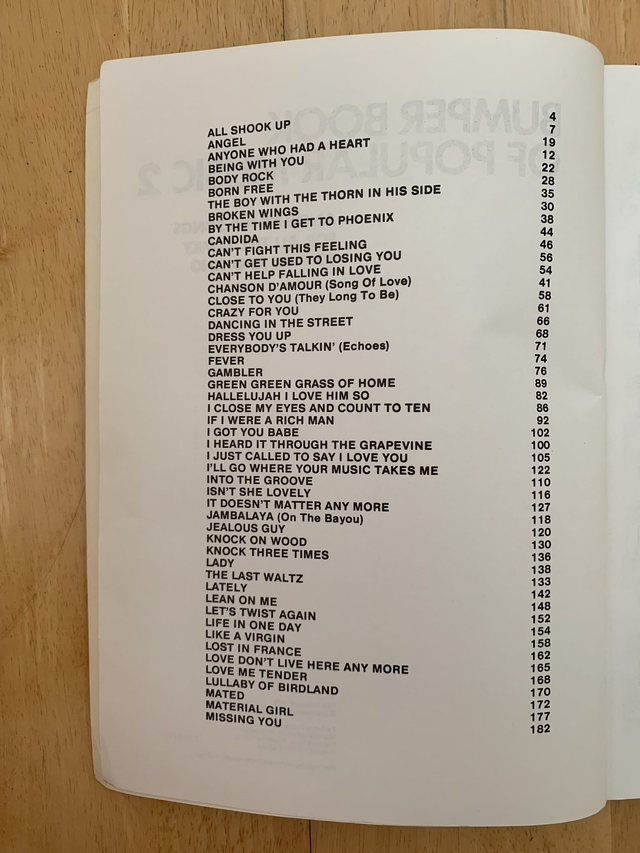 ALL SHOOK UP 4
ANGEL 7
ANYONE WHO HAD A HEART 19
BEING WITH YOU 12
BODY ROCK 22
BORN FREE 28
THE BOY WITH THE THORN IN HIS SIDE 35
BROKEN WINGS 30
BY THE TIME I GET TO PHOENIX 38
CANDIDA 44
CAN'T FIGHT THIS FEELING 46
CAN'T GET USED TO LOSING YOU 56
CAN'T HELP FALLING IN LOVE 54
CHANSON D'AMOUR (Song Of Love) 41
CLOSE TO YOU (They Long To Be) 58
CRAZY FOR YOU 61
DANCING IN THE STREET 66
DRESS YOU UP 68
EVERYBODY'S TALKIN' (Echoes) 71
FEVER 74
GAMBLER 76
GREEN GREEN GRASS OF HOME 89
HALLELUJAH I LOVE HIM SO 82
I CLOSE MY EYES AND COUNT TO TEN 86
IF I WERE A RICH MAN 92
I GOT YOU BABE 102
I HEARD IT THROUGH THE GRAPEVINE 100
I JUST CALLED TO SAY I LOVE YOU 105
I'LL GO WHERE YOUR MUSIC TAKES ME 122
INTO THE GROOVE 110
ISN'T SHE LOVELY 116
IT DOESN'T MATTER ANY MORE 127
JAMBALAYA (On The Bayou) 118
JEALOUS GUY 120
KNOCK ON WOOD 130
KNOCK THREE TIMES 136
LADY 138
THE LAST WALTZ 133
LATELY 142
LEAN ON ME 148
LET'S TWIST AGAIN 152
LIFE IN ONE DAY 154
LIKE A VIRGIN 158
LOST IN FRANCE 162
LOVE DON'T LIVE HERE ANY MORE 165
LOVE ME TENDER 168
LULLABY OF BIRDLAND 170
MATED 172
MATERIAL GIRL 177
MISSING YOU 182